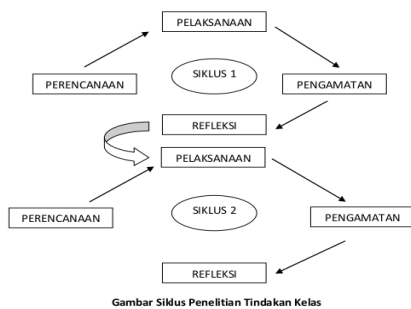 PELAKSANAAN
SIKLUS 1
PERENCANAAN
PENGAMATAN
REFLEKSI
PELAKSANAAN
SIKLUS 2
PERENCANAAN
PENGAMATAN
REFLEKSI
Gambar Siklus Penelitian Tindakan Kelas